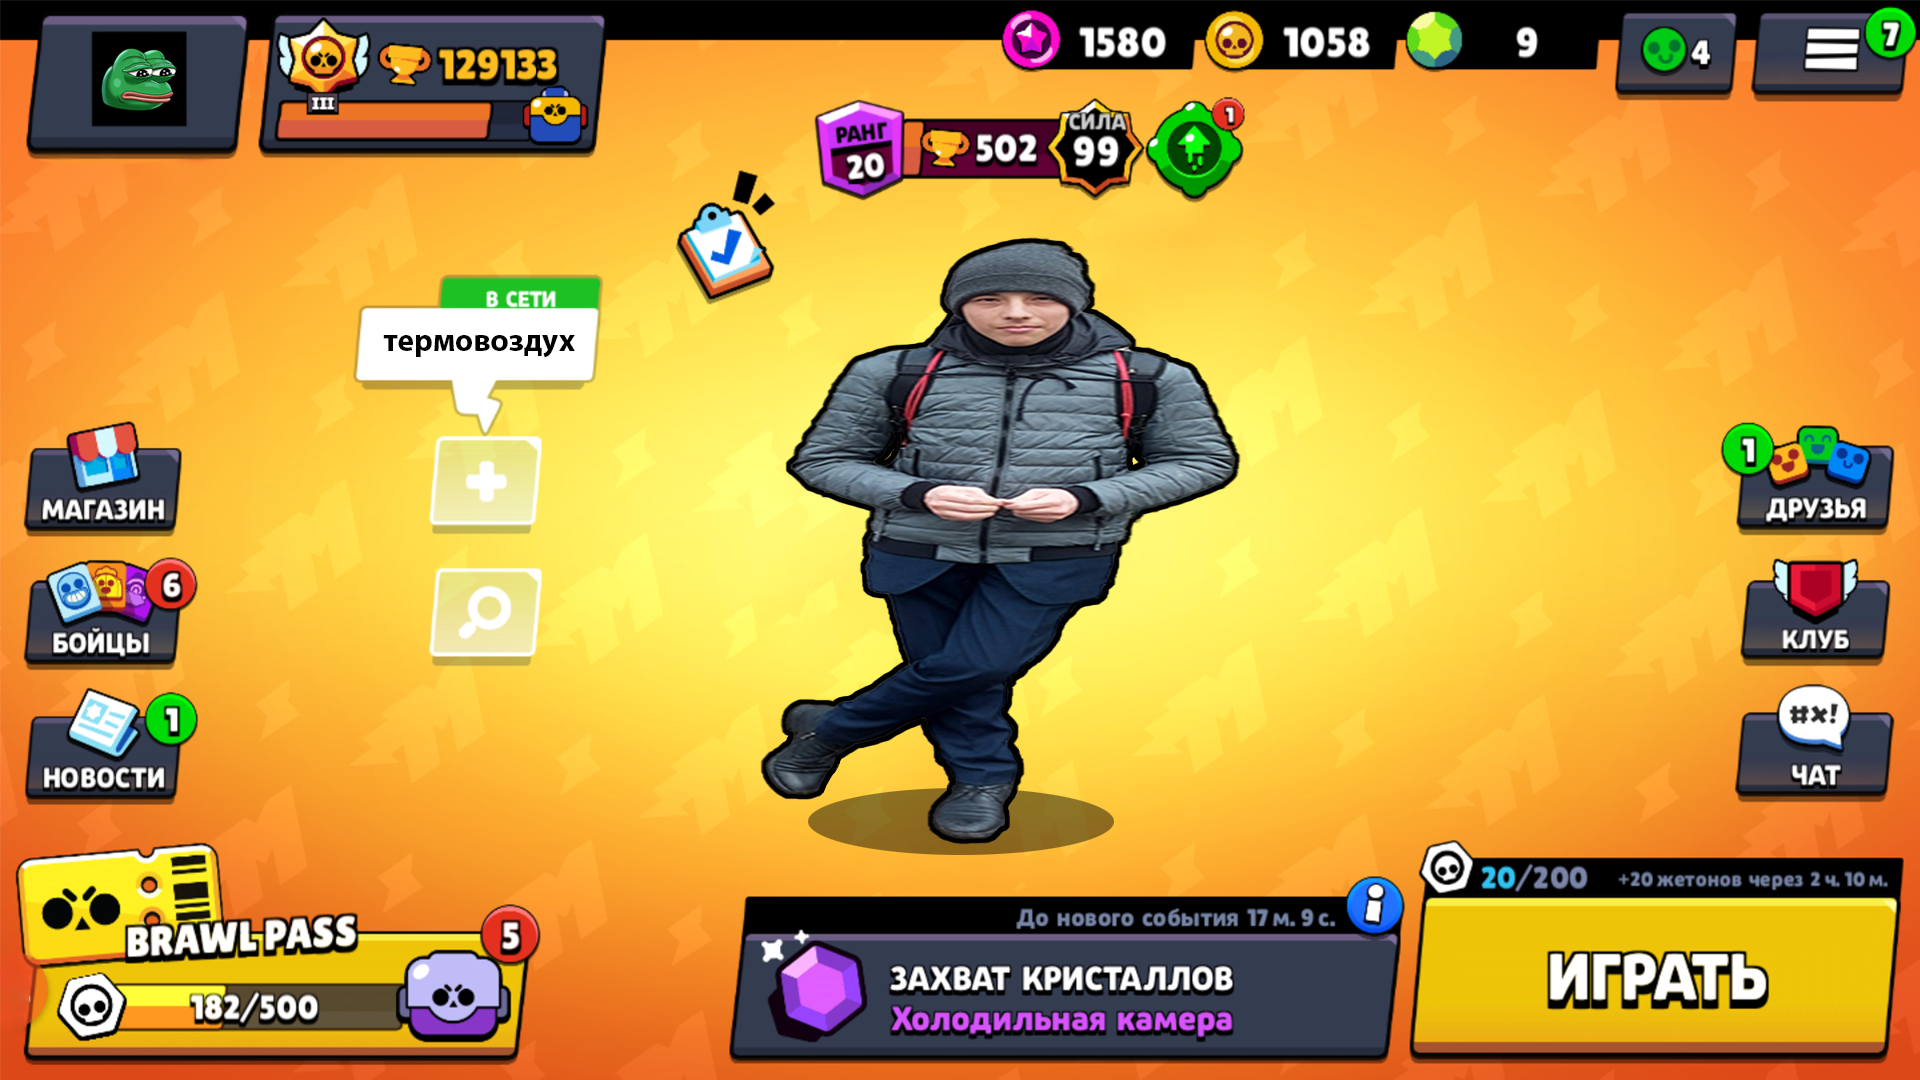 129133
III
1580
1058
9
4
7
РАНГ
20
502
СИЛА
99
1
В СЕТИ
термовоздух
МАГАЗИН
6
БОЙЦЫ
1
НОВОСТИ
1
ДРУЗЬЯ
КЛУБ
#x!
ЧАТ
BRAWL PASS
5
182/500
До нового события 17 м. 9 с.
ЗАХВАТ КРИСТАЛЛОВ
Холодильная камера
20/200
+20 жетонов через 2 ч. 10 м.
ИГРАТЬ